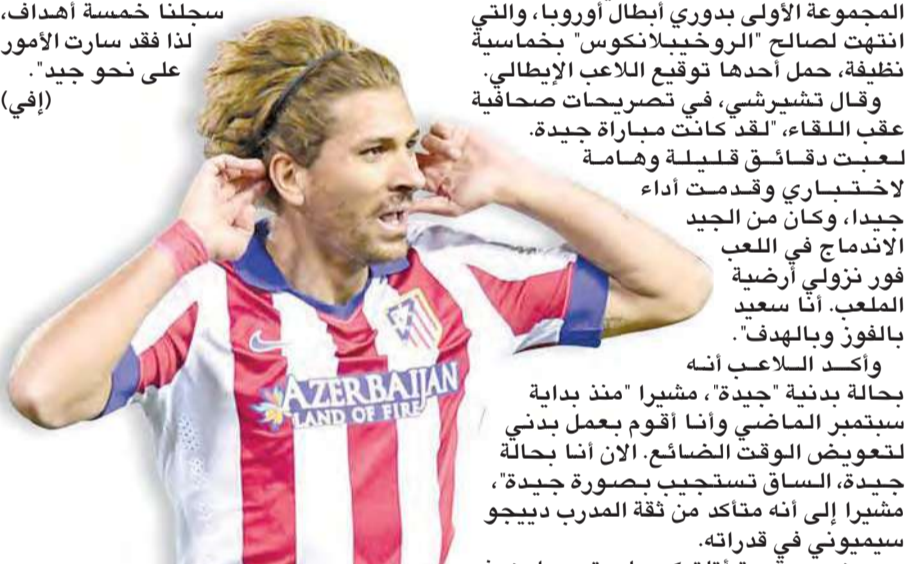 المجموعة الأولى بدوري أبطال أوروبا، والتي
انتهت لصالح "الروخيبلانكوس" بخماسية
نظيفة، حمل أحدها توقيع اللاعب الإيطالي.
وقال تشيرشي، في تصريحات صحافية
عقب اللقاء، "لقد كانت مباراة جيدة.
لعبت دقائق قليلة وهامة
لاختباري وقدمت أداء
جيدا، وكان من الجيد
الاندماج في اللعب
فور نزولي أرضية
الملعب. أنا سعيد
بالفوز وبالهدف".
وأكد اللاعب أنه
بحالة بدنية "جيدة"، مشيرا "منذ بداية
سبتمبر الماضي وأنا أقوم بعمل بدني
لتعويض الوقت الضائع. الان أنا بحالة
جيدة، الساق تستجيب بصورة جيدة"،
مشيرا إلى أنه متأكد من ثقة المدرب دييجو
سيميوني في قدراته.
سجلنا خمسة أهداف،
لذا فقد سارت الأمور
على نحو جيد".
(إفي)
AZERBAIJAN
LAND OF FIRE